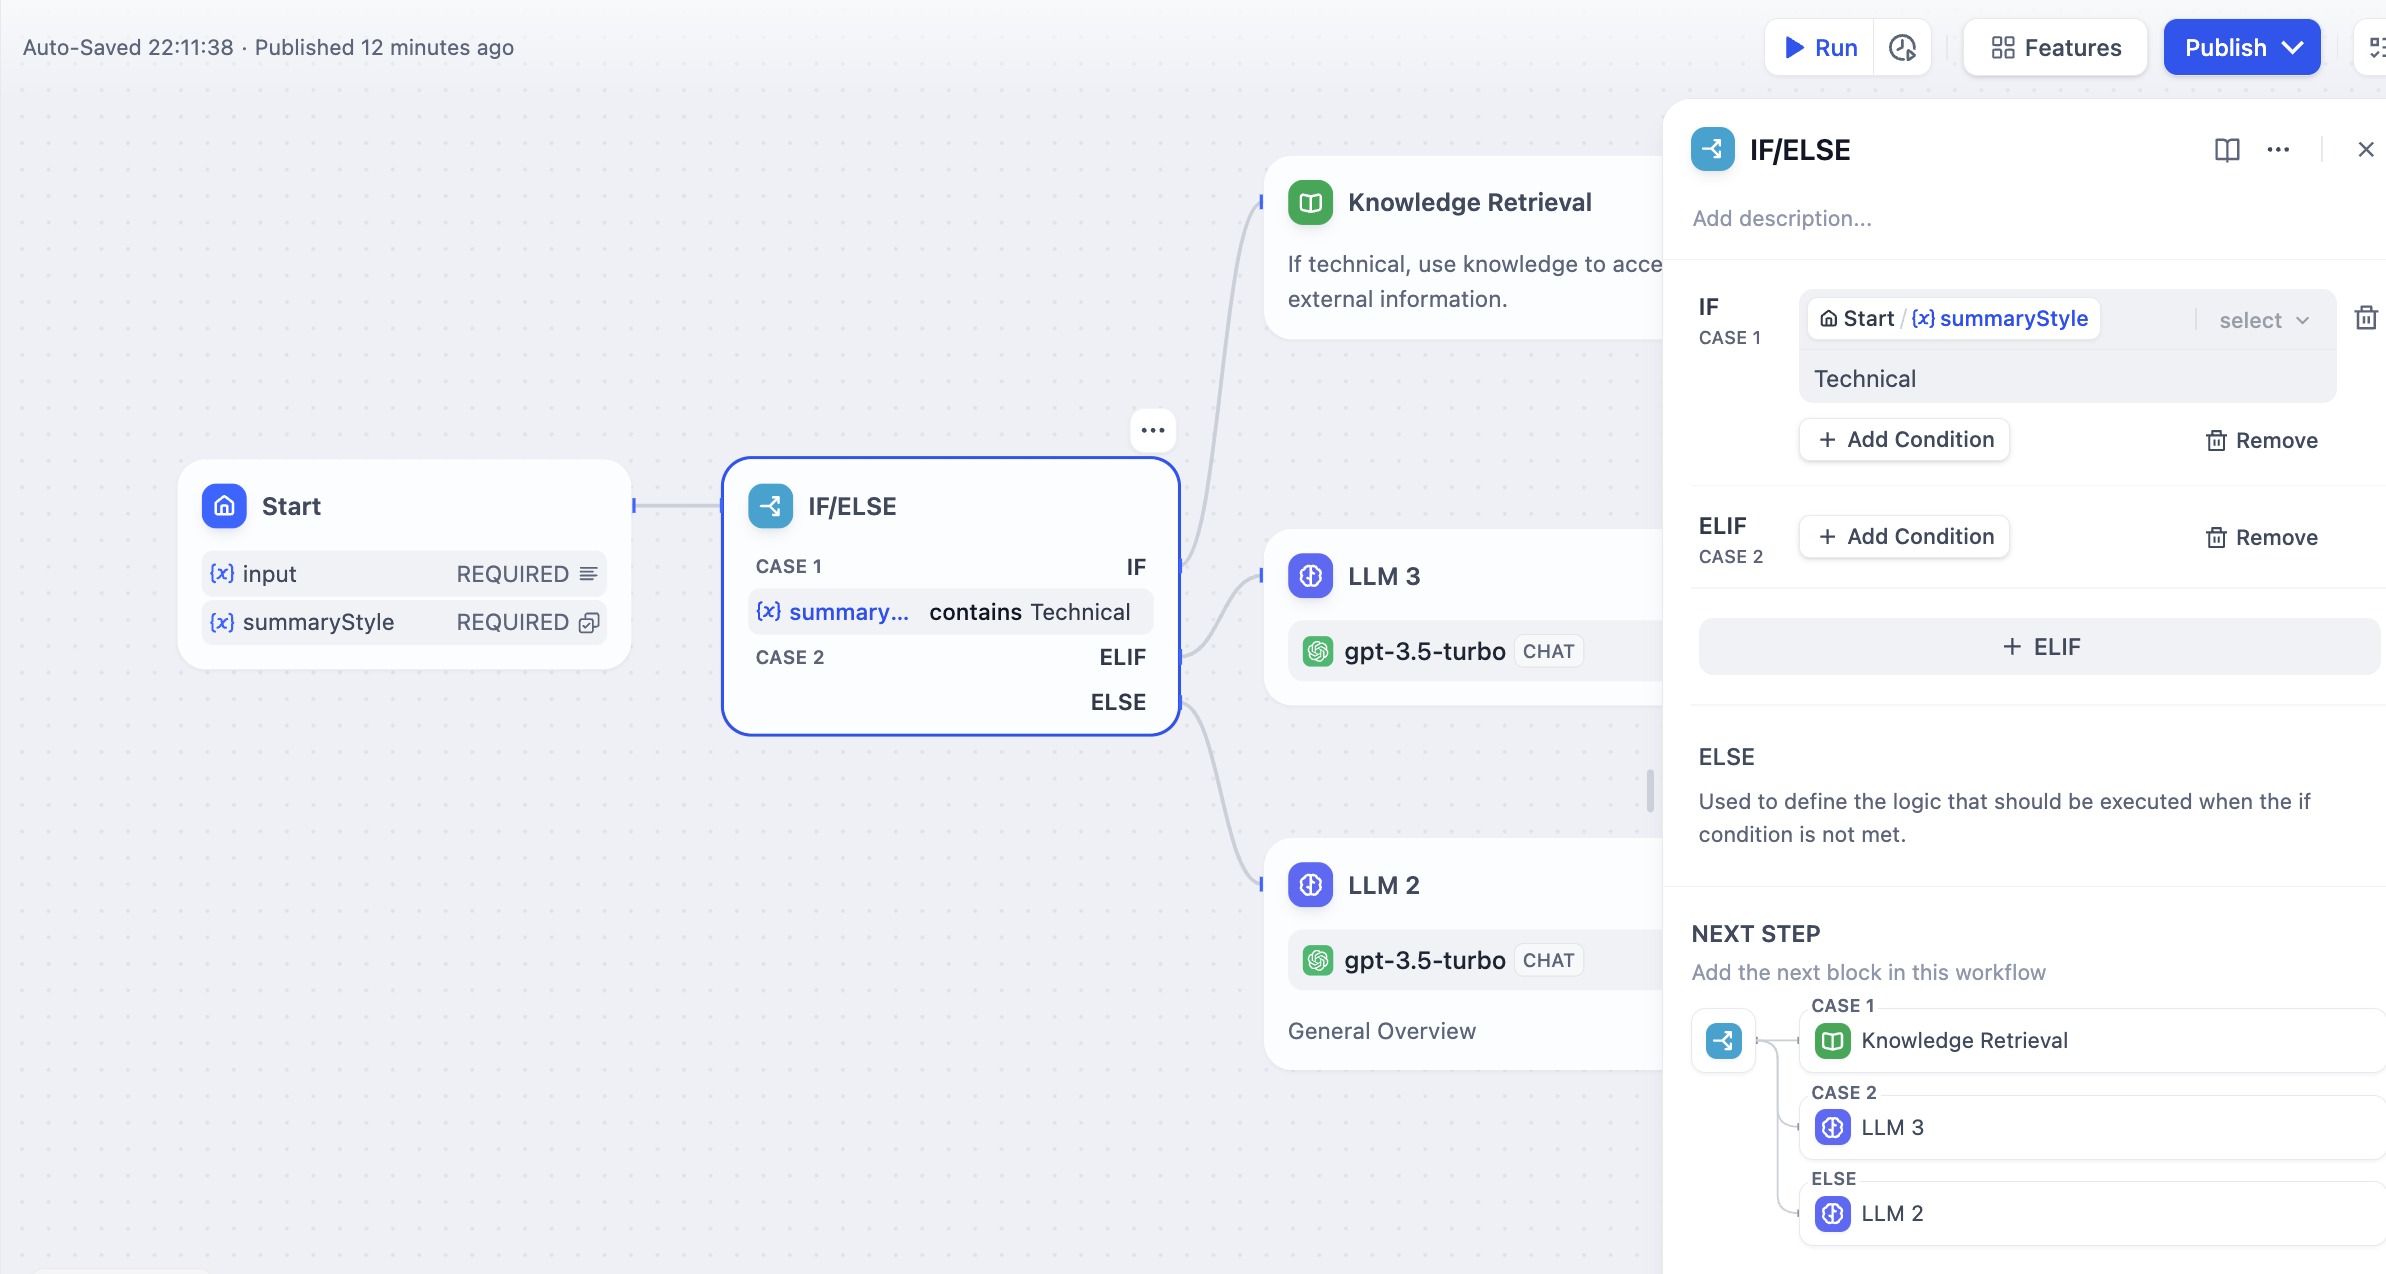 Auto-Saved 22:11:38 · Published 12 minutes ago
Run
Features
Publish
Start
{x} input REQUIRED
{x} summaryStyle REQUIRED
IF/ELSE
CASE 1 IF
{x} summary... contains Technical
CASE 2 ELIF
ELSE
Knowledge Retrieval
If technical, use knowledge to acce
external information.
LLM 3
gpt-3.5-turbo CHAT
LLM 2
gpt-3.5-turbo CHAT
General Overview
IF/ELSE
Add description...
IF
CASE 1
Start / {x} summaryStyle select
Technical
+ Add Condition Remove
ELIF
CASE 2
+ Add Condition Remove
+ ELIF
ELSE
Used to define the logic that should be executed when the if
condition is not met.
NEXT STEP
Add the next block in this workflow
CASE 1
Knowledge Retrieval
CASE 2
LLM 3
ELSE
LLM 2